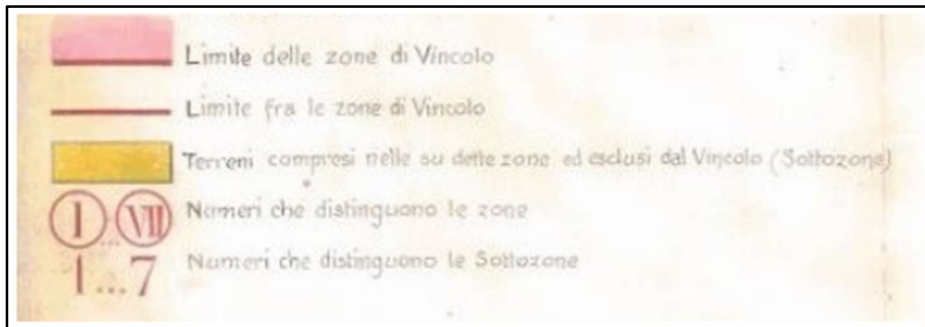 Limite delle zone di Vincolo
Limite fra le zone di Vincolo
Terreni compresi nelle su dette zone ed esclusi dal Vincolo (Sottozone)
I...VII Numeri che distinguono le zone
1...7 Numeri che distinguono le Sottozone